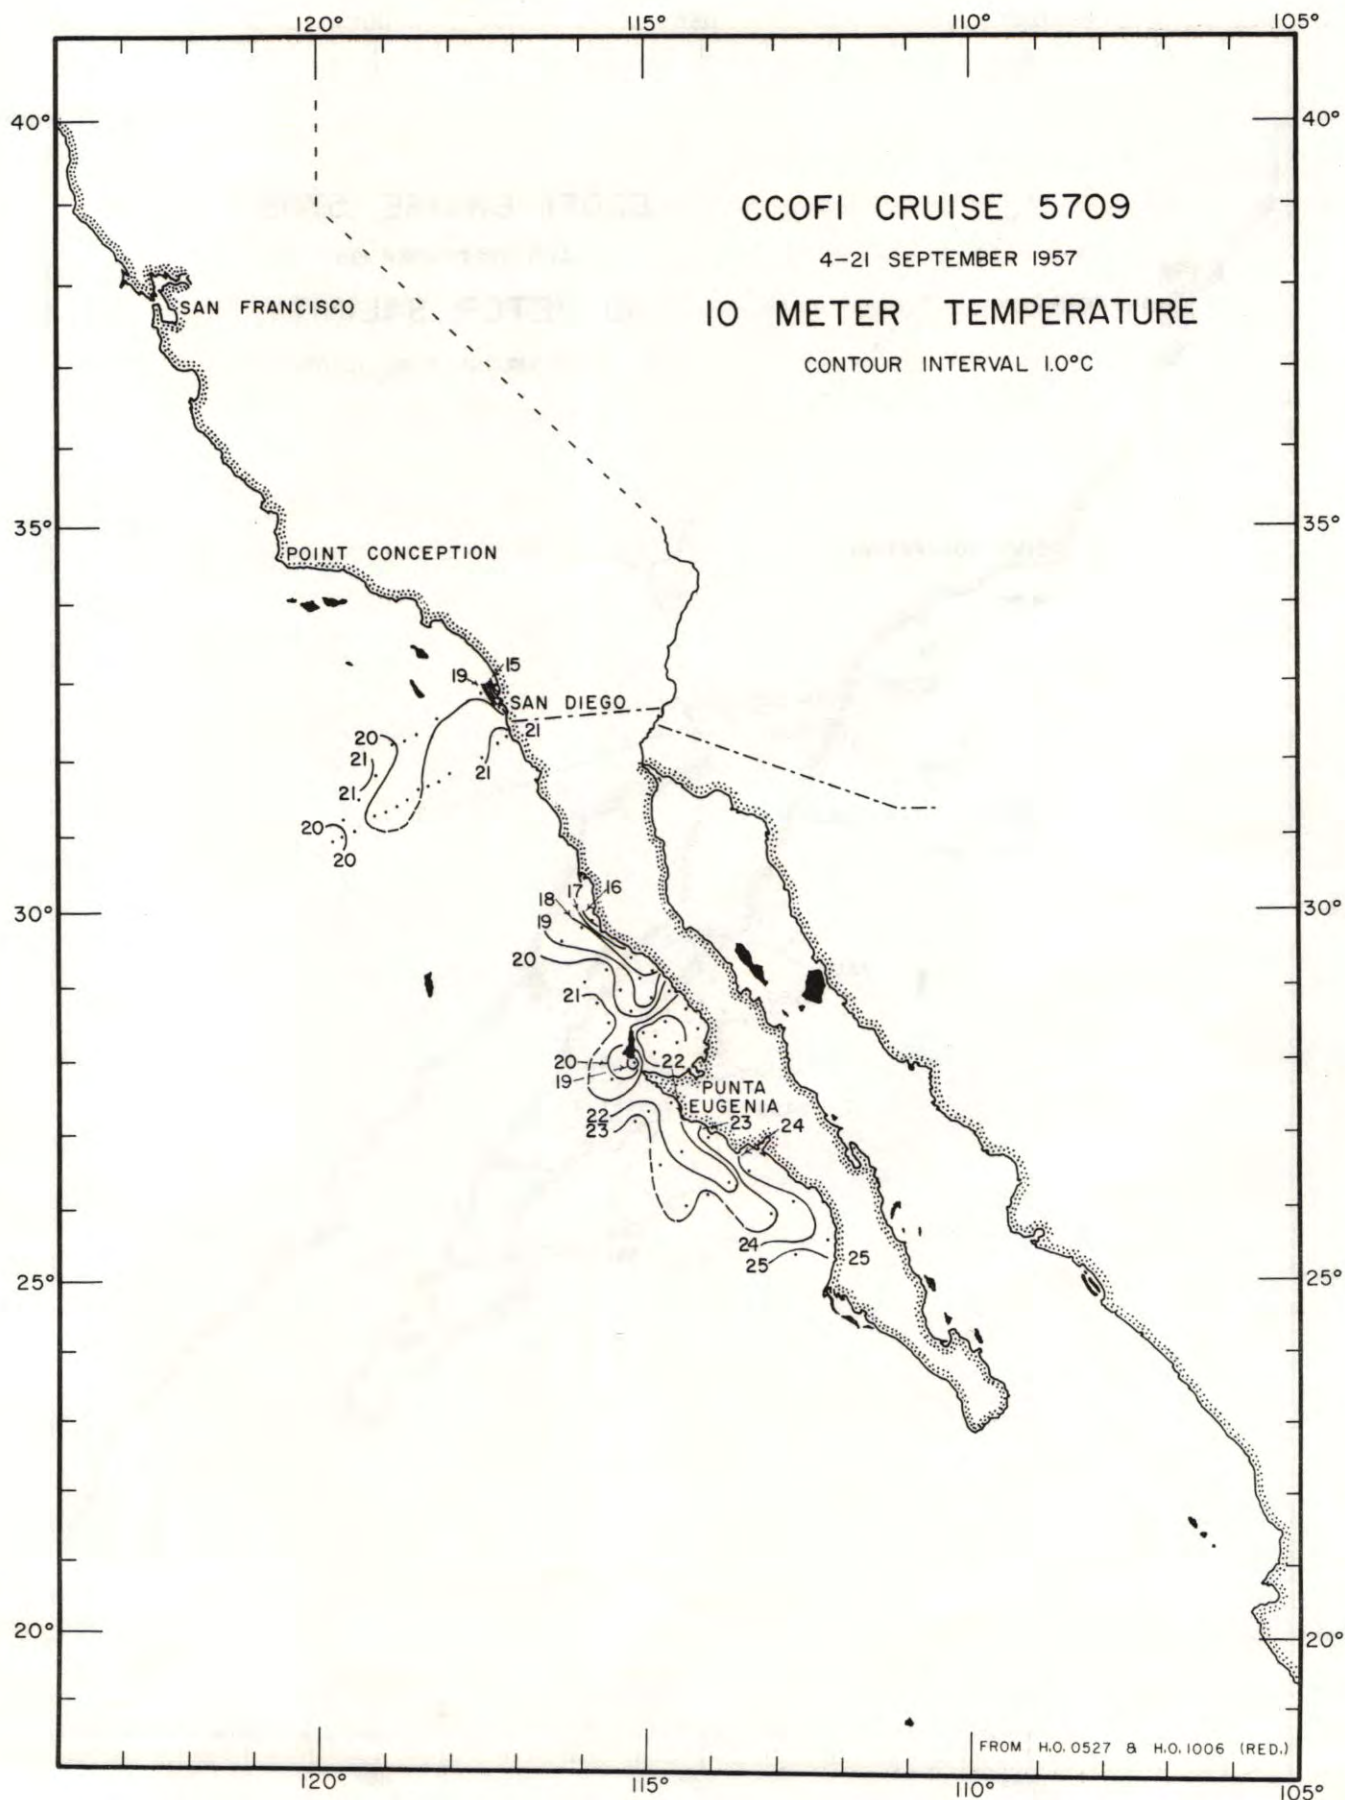 120° 115° 110° 105°
40° 40°
CCOFI CRUISE 5709
4-21 SEPTEMBER 1957
10 METER TEMPERATURE
CONTOUR INTERVAL 1.0°C
SAN FRANCISCO
35° 35°
POINT CONCEPTION
15
19
SAN DIEGO
21
20
21
21
21
20
20
17 16
18
30° 30°
19
20
21
20 22
19
PUNTA
EUGENIA
22
23
23 24
24
25
25
25° 25°
20° 20°
FROM H.O. 0527 & H.O. 1006 (RED.)
120° 115° 110° 105°